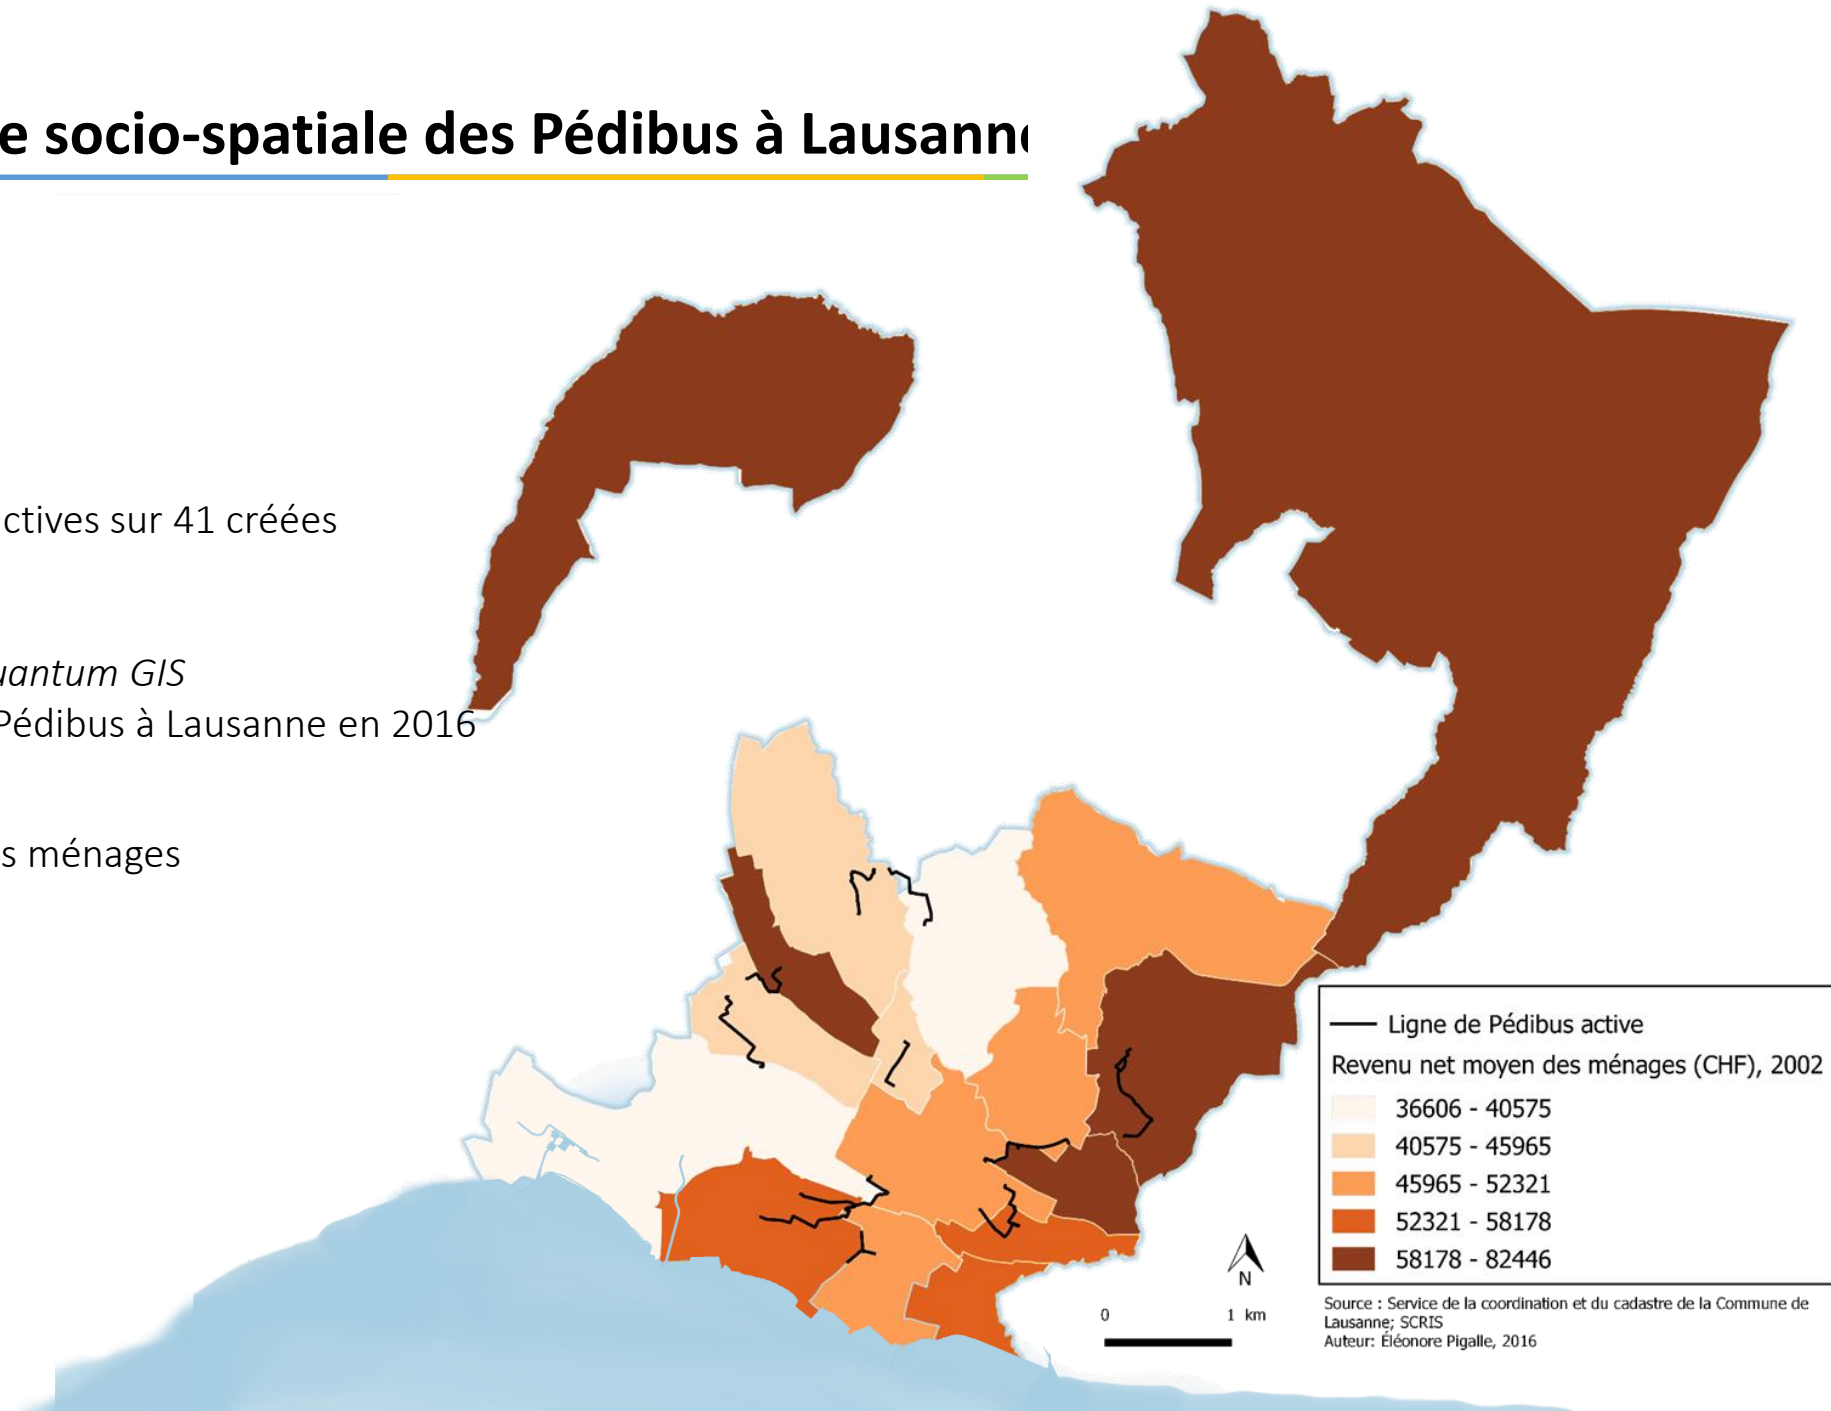 e socio-spatiale des Pédibus à Lausanne
ctives sur 41 créées
uantum GIS
Pédibus à Lausanne en 2016
s ménages
Ligne de Pédibus active
Revenu net moyen des ménages (CHF), 2002
36606 - 40575
40575 - 45965
45965 - 52321
52321 - 58178
58178 - 82446
N
0 1 km
Source : Service de la coordination et du cadastre de la Commune de
Lausanne; SCRIS
Auteur: Éléonore Pigalle, 2016